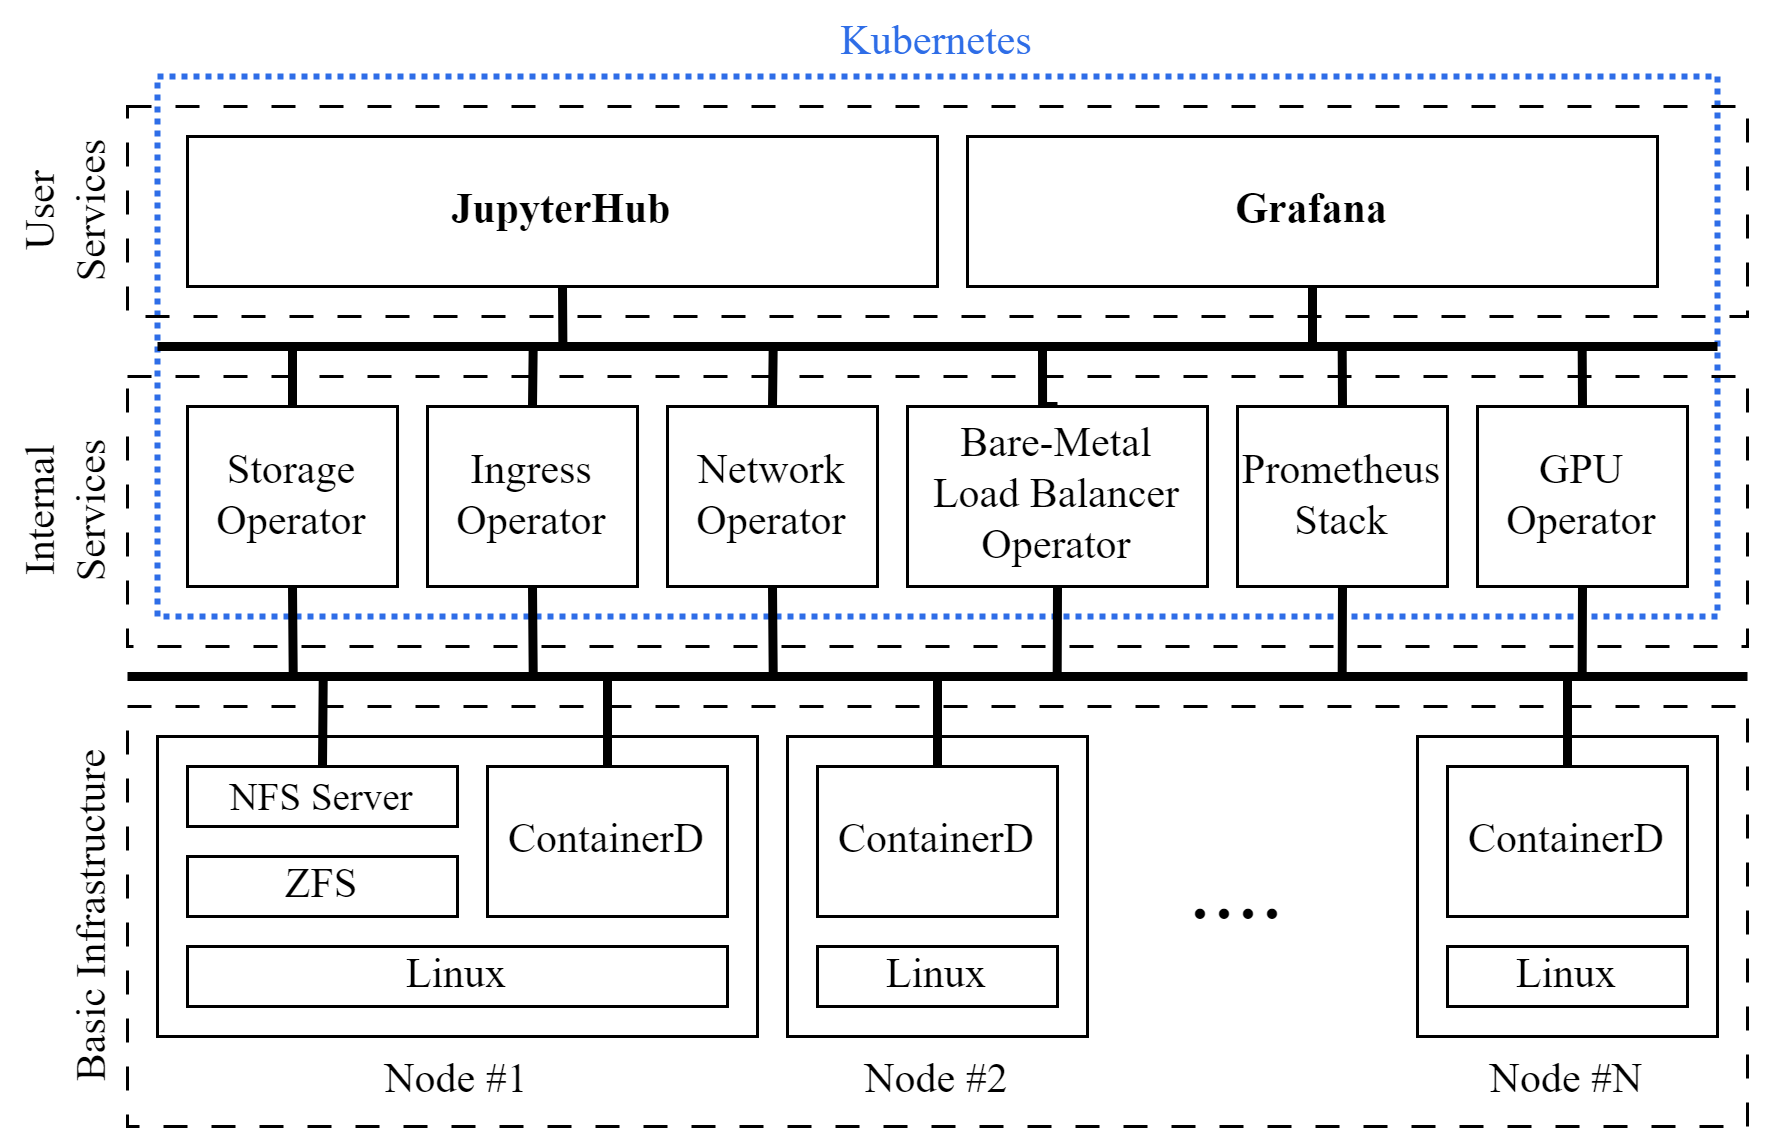 Kubernetes
User
Services
JupyterHub
Grafana
Internal
Services
Storage
Operator
Ingress
Operator
Network
Operator
Bare-Metal
Load Balancer
Operator
Prometheus
Stack
GPU
Operator
Basic Infrastructure
NFS Server
ZFS
ContainerD
Linux
Node #1
ContainerD
Linux
Node #2
....
ContainerD
Linux
Node #N